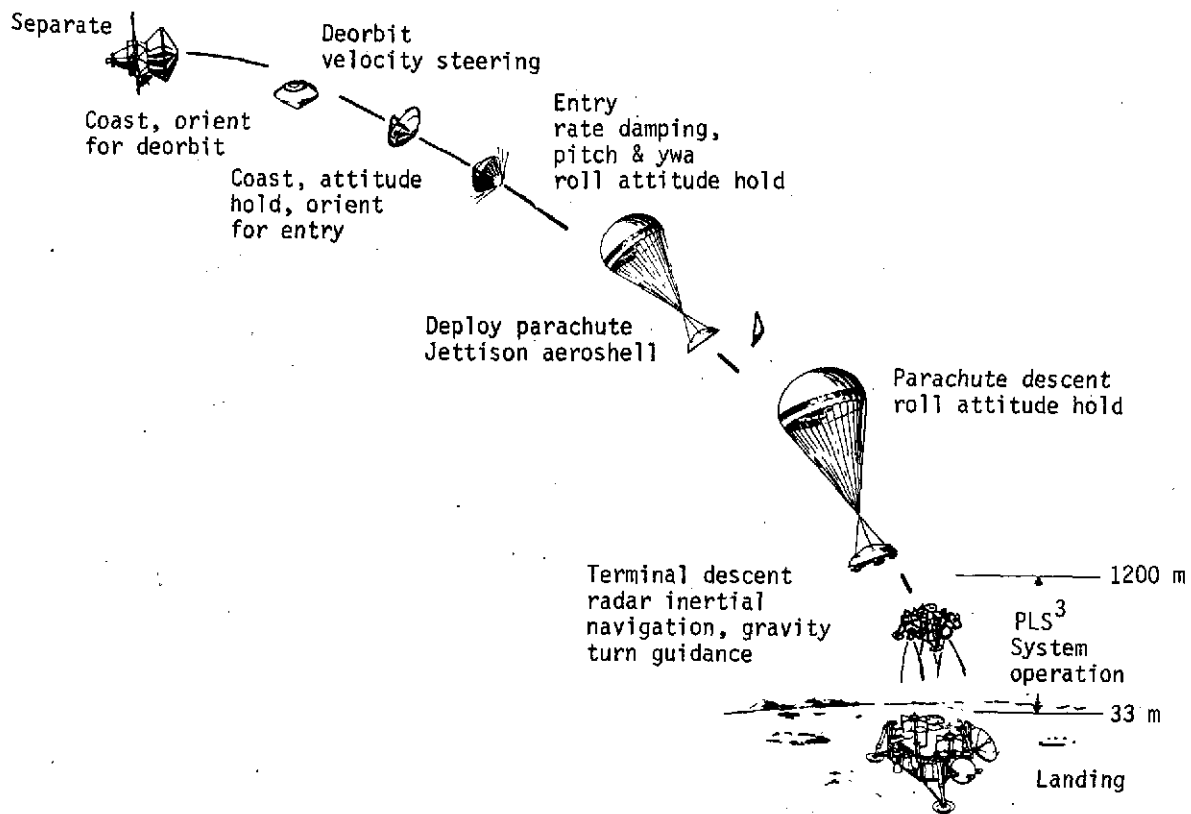 Separate
Deorbit
velocity steering
Coast, orient
for deorbit
Entry
rate damping,
pitch & ywa
roll attitude hold
Coast, attitude
hold, orient
for entry
Deploy parachute
Jettison aeroshell
Parachute descent
roll attitude hold
Terminal descent
radar inertial
navigation, gravity
turn guidance
1200 m
PLS³
System
operation
33 m
Landing